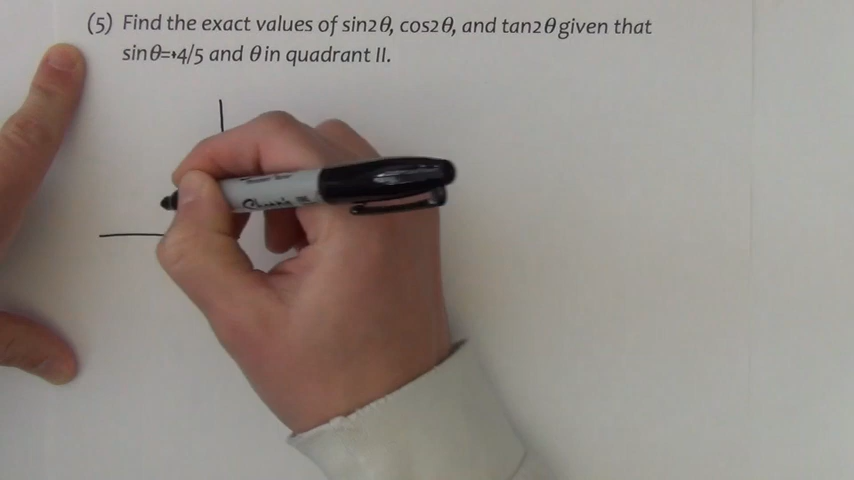 (5) Find the exact values of sin2θ, cos2θ, and tan2θ given that
sinθ=+4/5 and θ in quadrant II.
Sharpie